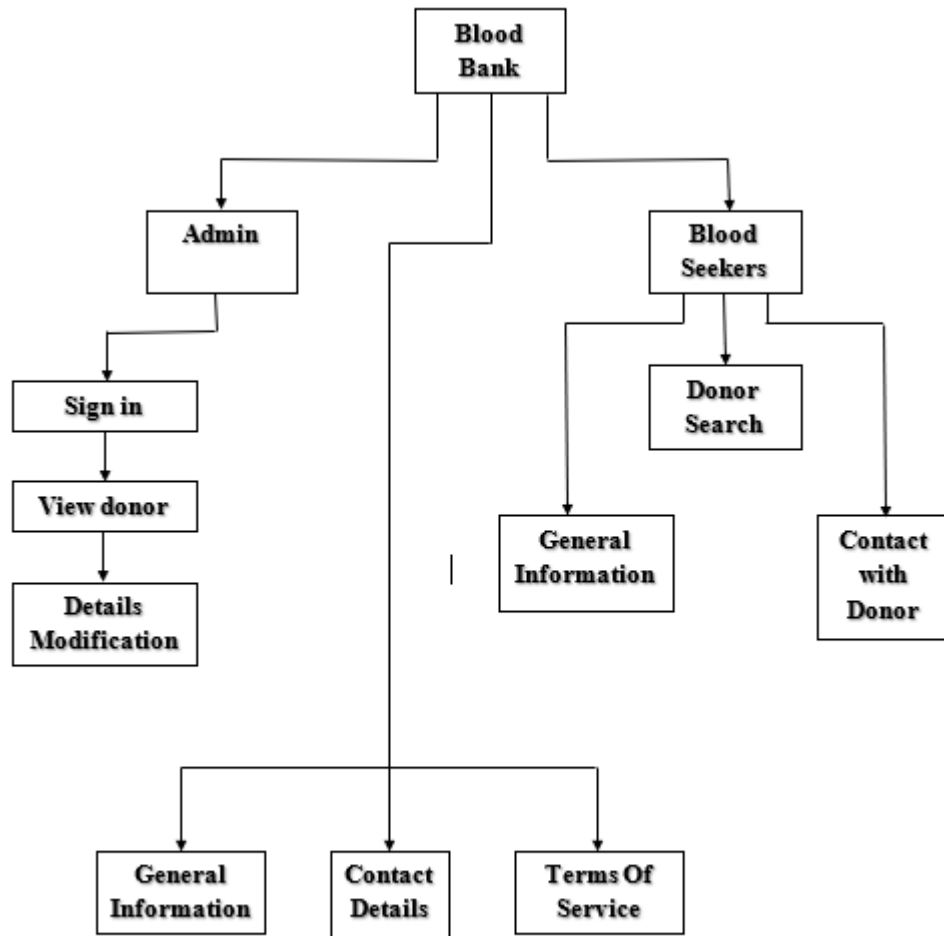 Blood
Bank
Admin
Blood
Seekers
Sign in
Donor
Search
View donor
General
Information
Contact
with
Donor
Details
Modification
General
Information
Contact
Details
Terms Of
Service